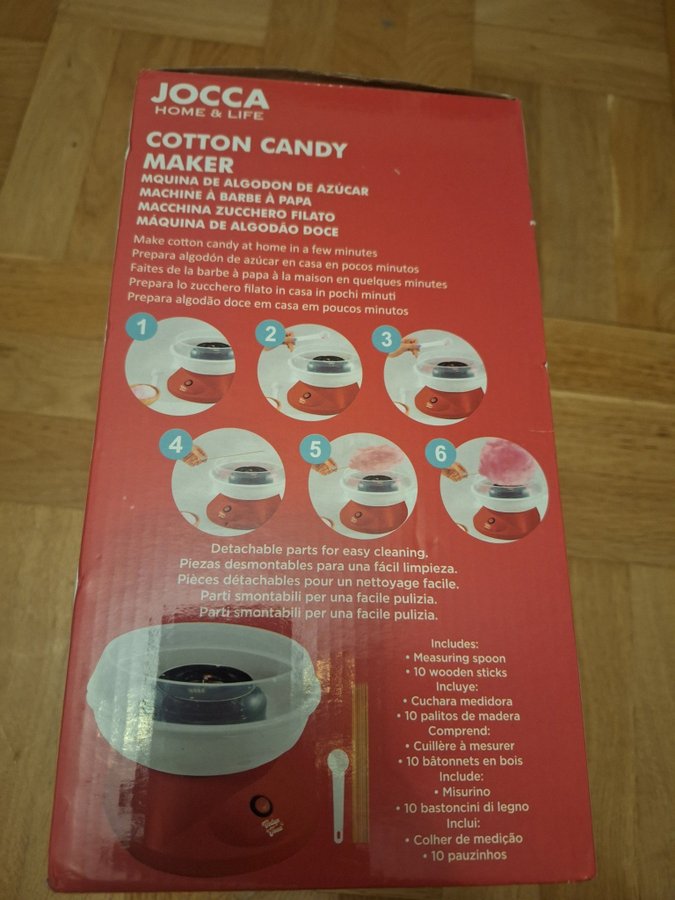 JOCCA
HOME & LIFE
COTTON CANDY
MAKER
MQUINA DE ALGODON DE AZÚCAR
MACHINE À BARBE À PAPA
MACCHINA ZUCCHERO FILATO
MÁQUINA DE ALGODÃO DOCE
Make cotton candy at home in a few minutes
Prepara algodón de azúcar en casa en pocos minutos
Faites de la barbe à papa à la maison en quelques minutes
Prepara lo zucchero filato in casa in pochi minuti
Prepara algodão doce em casa em poucos minutos
1 2 3
4 5 6
Detachable parts for easy cleaning.
Piezas desmontables para una fácil limpieza.
Pièces détachables pour un nettoyage facile.
Parti smontabili per una facile pulizia.
Parti smontabili per una facile pulizia.
Includes:
• Measuring spoon
• 10 wooden sticks
Incluye:
• Cuchara medidora
• 10 palitos de madera
Comprend:
• Cuillère à mesurer
• 10 bâtonnets en bois
Include:
• Misurino
• 10 bastoncini di legno
Inclui:
• Colher de medição
• 10 pauzinhos